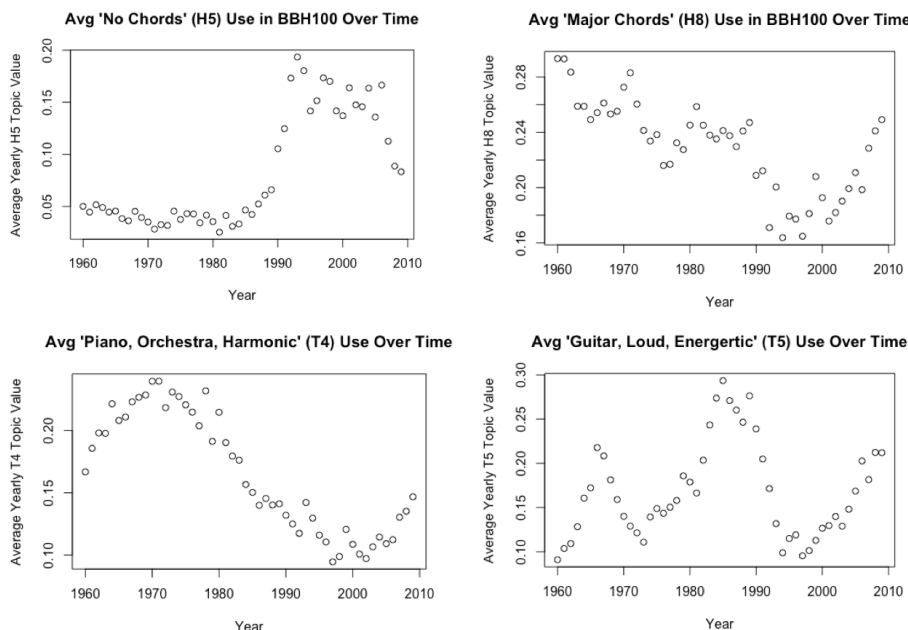 Avg 'No Chords' (H5) Use in BBH100 Over Time
Average Yearly H5 Topic Value
0.20
0.15
0.10
0.05
1960 1970 1980 1990 2000 2010
Year
Avg 'Major Chords' (H8) Use in BBH100 Over Time
Average Yearly H8 Topic Value
0.28
0.24
0.20
0.16
1960 1970 1980 1990 2000 2010
Year
Avg 'Piano, Orchestra, Harmonic' (T4) Use Over Time
Average Yearly T4 Topic Value
0.20
0.15
0.10
1960 1970 1980 1990 2000 2010
Year
Avg 'Guitar, Loud, Energertic' (T5) Use Over Time
Average Yearly T5 Topic Value
0.30
0.25
0.20
0.15
0.10
1960 1970 1980 1990 2000 2010
Year